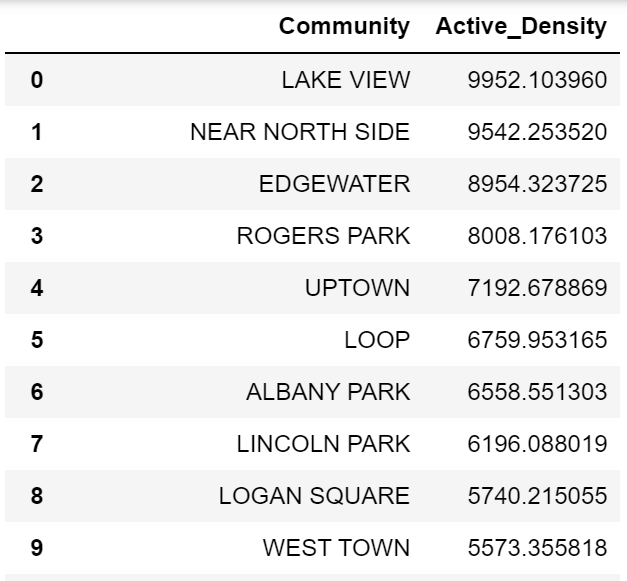 Community Active_Density
0 LAKE VIEW 9952.103960
1 NEAR NORTH SIDE 9542.253520
2 EDGEWATER 8954.323725
3 ROGERS PARK 8008.176103
4 UPTOWN 7192.678869
5 LOOP 6759.953165
6 ALBANY PARK 6558.551303
7 LINCOLN PARK 6196.088019
8 LOGAN SQUARE 5740.215055
9 WEST TOWN 5573.355818